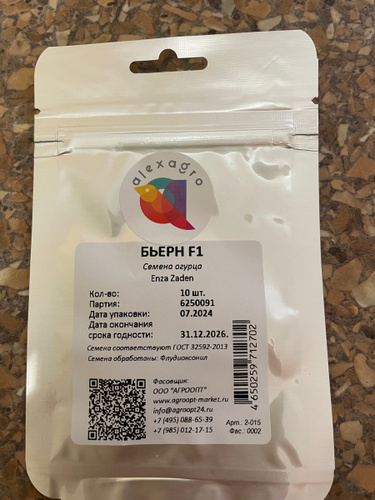 alexagro
БЬЕРН F1
Семена огурца
Enza Zaden
Кол-во: 10 шт.
Партия: 6250091
Дата упаковки: 07.2024
Дата окончания
срока годности: 31.12.2026.
Семена соответствуют ГОСТ 32592-2013
Семена обработаны: Флудиоксонил
4 650259 712702
Фасовщик:
ООО "АГРООПТ"
www.agroopt-market.ru
info@agroopt24.ru
+7 (495) 088-65-39
+7 (985) 012-17-15
Арт.: 2-015
Фас.: 0002